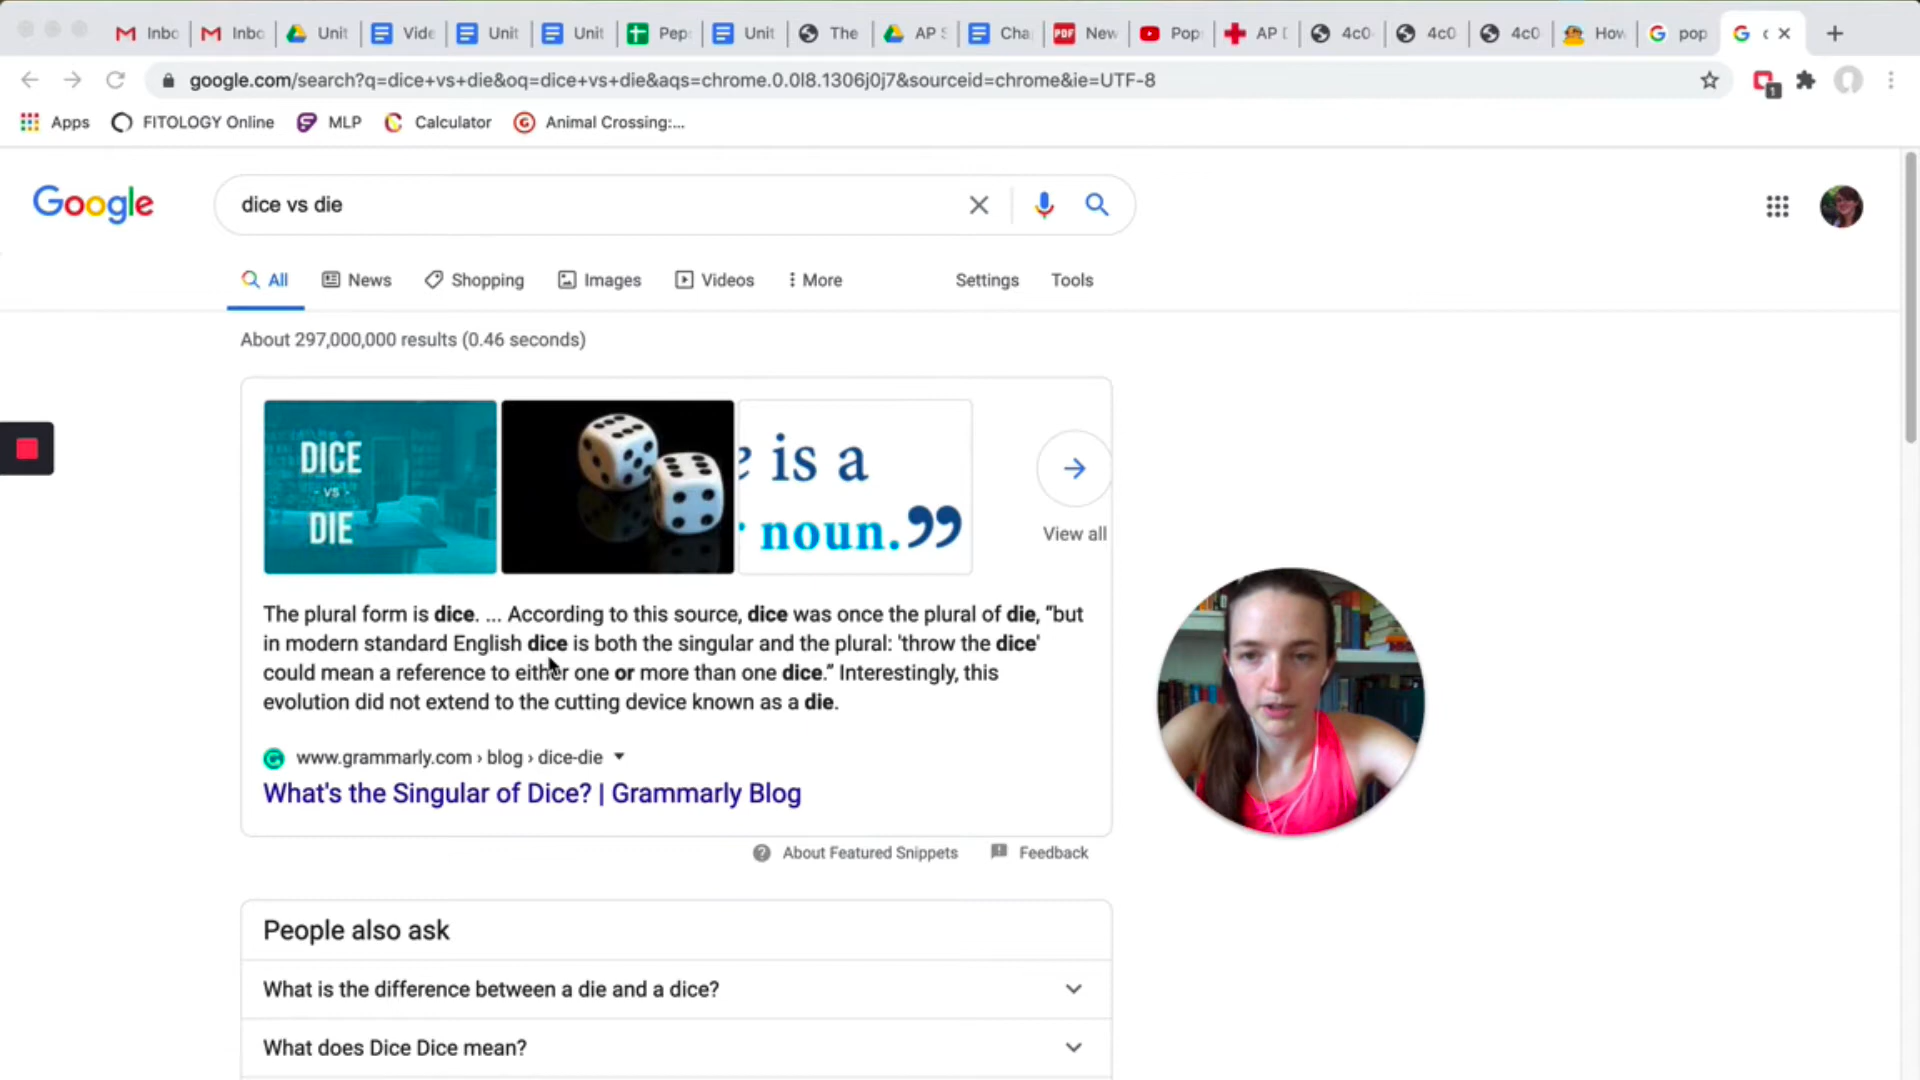 Inbo
Inbo
Unit
Vide
Unit
Unit
Pep
Unit
The
AP S
Cha
PDF
New
Pop
AP D
4c0
4c0
4c0
How
pop
google.com/search?q=dice+vs+die&oq=dice+vs+die&aqs=chrome.0.0l8.1306j0j7&sourceid=chrome&ie=UTF-8
1
Apps
FITOLOGY Online
MLP
Calculator
Animal Crossing:...
Google
dice vs die
All
News
Shopping
Images
Videos
More
Settings
Tools
About 297,000,000 results (0.46 seconds)
DICE
- VS -
DIE
e is a
r noun.”
View all
The plural form is dice. ... According to this source, dice was once the plural of die, “but
in modern standard English dice is both the singular and the plural: 'throw the dice'
could mean a reference to either one or more than one dice.” Interestingly, this
evolution did not extend to the cutting device known as a die.
www.grammarly.com › blog › dice-die
What's the Singular of Dice? | Grammarly Blog
About Featured Snippets
Feedback
People also ask
What is the difference between a die and a dice?
What does Dice Dice mean?